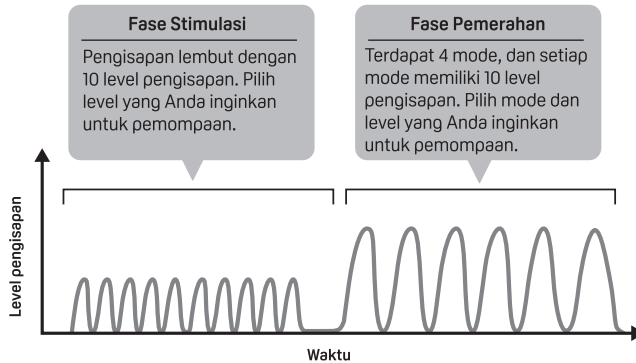 Fase Stimulasi
Pengisapan lembut dengan
10 level pengisapan. Pilih
level yang Anda inginkan
untuk pemompaan.
Fase Pemerahan
Terdapat 4 mode, dan setiap
mode memiliki 10 level
pengisapan. Pilih mode dan
level yang Anda inginkan
untuk pemompaan.
Level pengisapan
Waktu